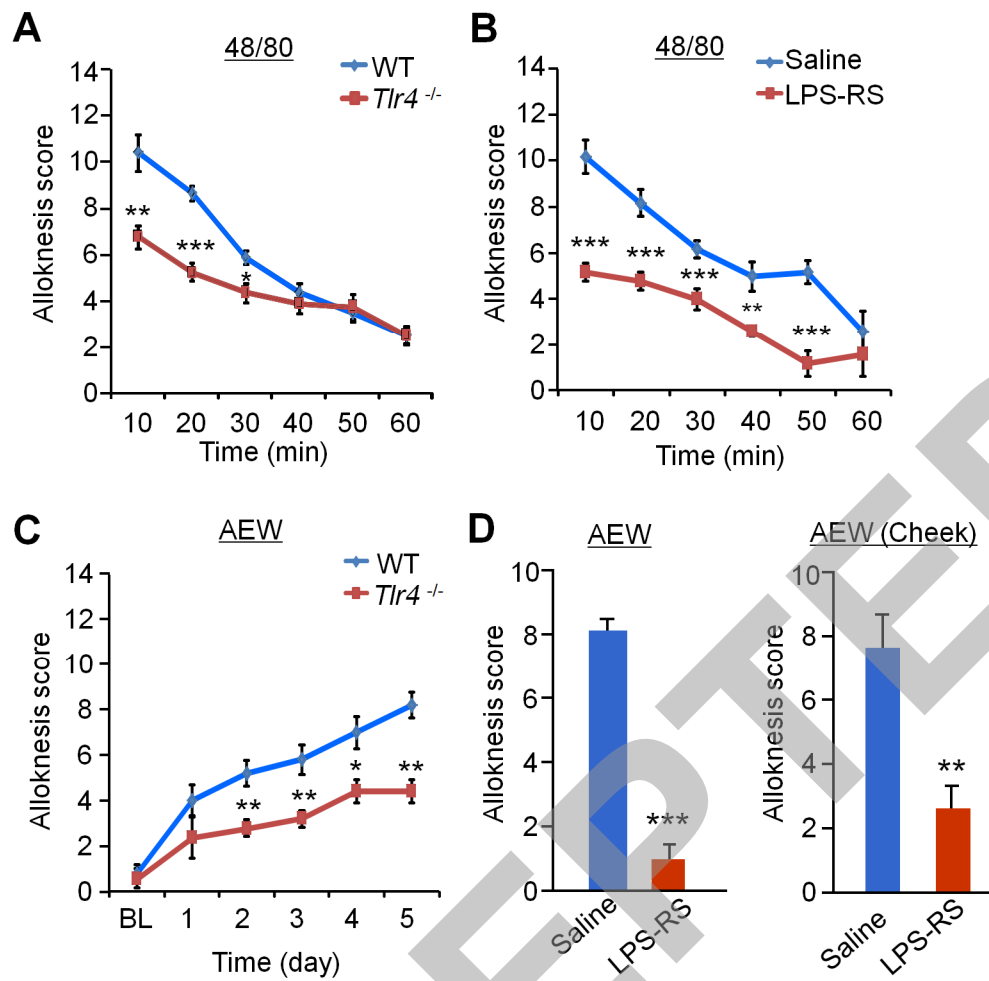 A
48/80
WT
Tlr4 -/-
Alloknesis score
14
12
10
8
6
4
2
0
**
***
*
10 20 30 40 50 60
Time (min)
B
48/80
Saline
LPS-RS
Alloknesis score
14
12
10
8
6
4
2
0
***
***
***
**
***
10 20 30 40 50 60
Time (min)
C
AEW
WT
Tlr4 -/-
Alloknesis score
14
12
10
8
6
4
2
0
**
**
*
**
BL 1 2 3 4 5
Time (day)
D
AEW
Alloknesis score
10
8
6
4
2
0
***
Saline
LPS-RS
AEW (Cheek)
Alloknesis score
10
8
6
4
2
0
**
Saline
LPS-RS